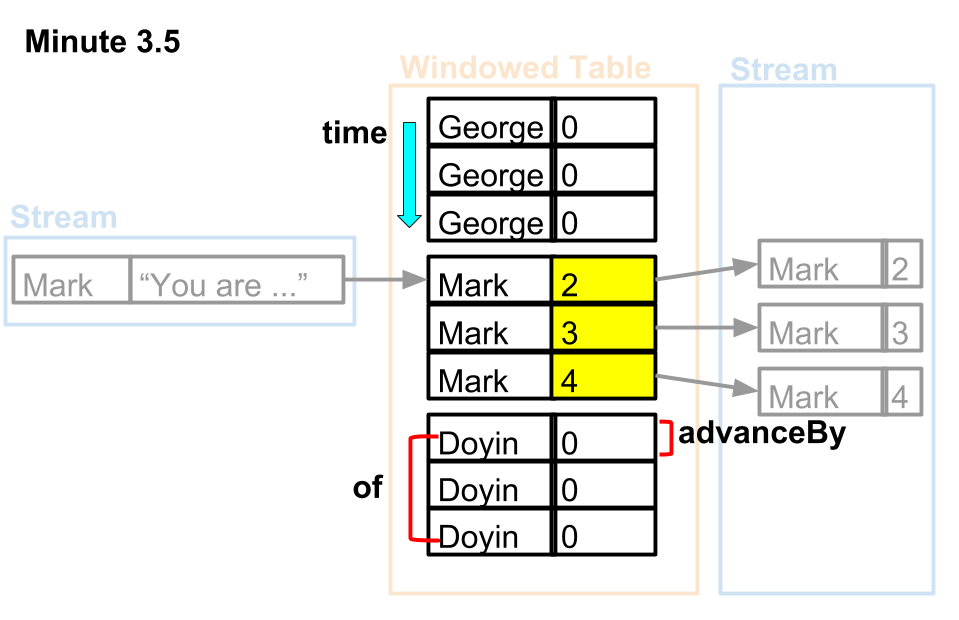 Minute 3.5
Windowed Table
Stream
time
George 0
George 0
George 0
Stream
Mark “You are ...”
Mark 2
Mark 3
Mark 4
Mark 2
Mark 3
Mark 4
Doyin 0
Doyin 0
Doyin 0
advanceBy
of